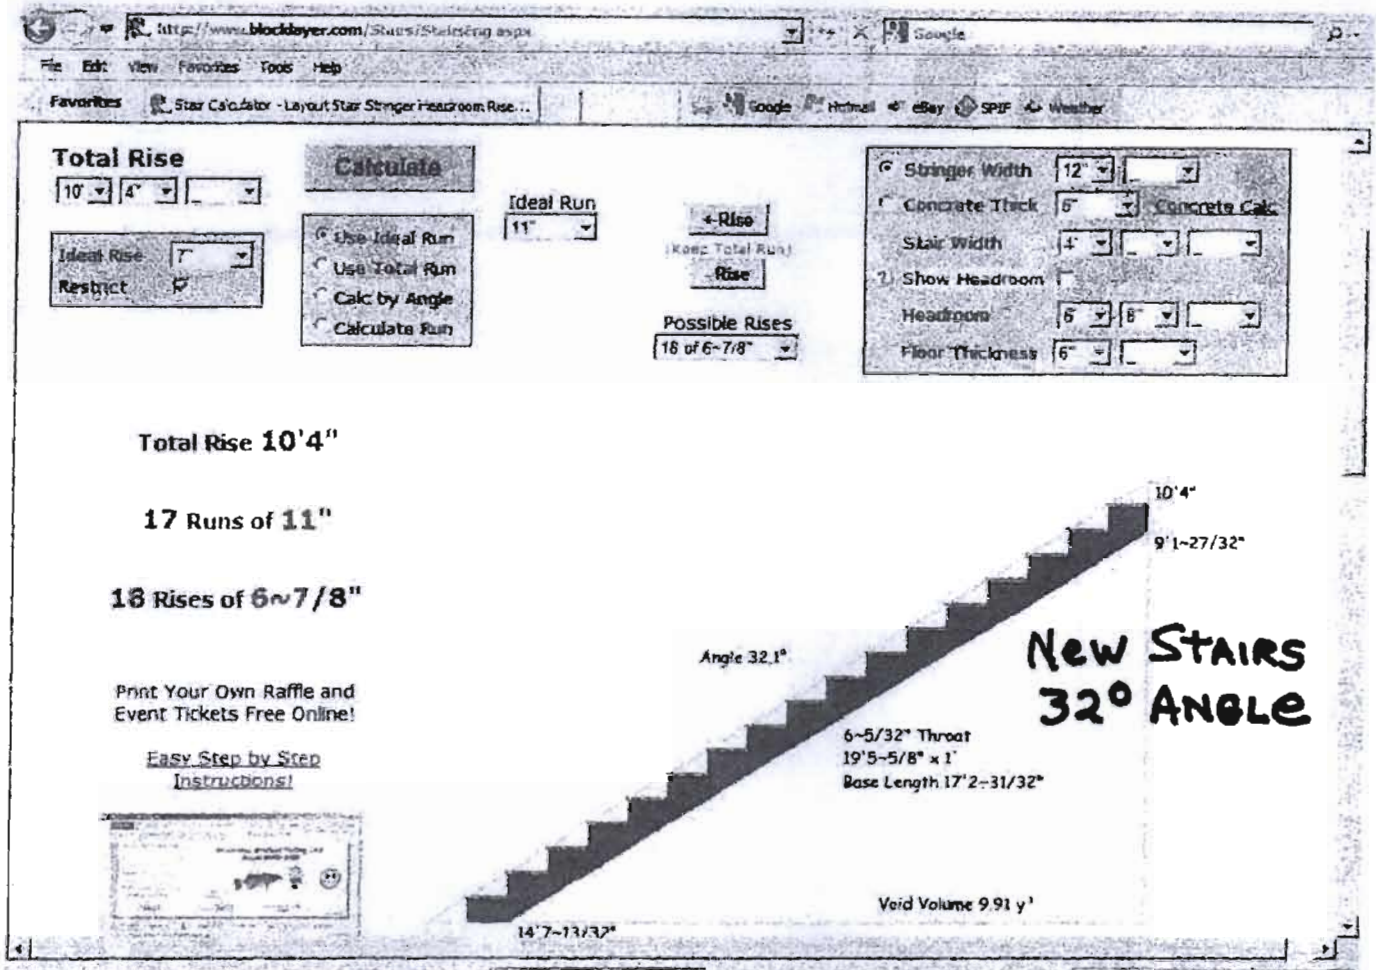 http://www.blocklayer.com/Stairs/StairsEng.aspx
Google
File Edit View Favorites Tools Help
Favorites Stair Calculator - Layout Stair Stringer Headroom Rise... Google Hotmail eBay SPIF Weather
Total Rise
10' 4" _
Calculate
Ideal Rise 7"
Restrict
Use Ideal Run
Use Total Run
Calc by Angle
Calculate Run
Ideal Run
11"
+Rise
(Keep Total Run)
-Rise
Possible Rises
18 of 6~7/8"
Stringer Width 12" _
Concrete Thick 6" Concrete Calc
Stair Width 4' _ _
Show Headroom
Headroom 6' 8" _
Floor Thickness 6" _
Total Rise 10'4"
17 Runs of 11"
18 Rises of 6~7/8"
Print Your Own Raffle and
Event Tickets Free Online!
Easy Step by Step
Instructions!
10'4"
9'1~27/32"
Angle 32.1°
New STAIRS
32° ANGLe
6~5/32" Throat
19'5~5/8" x 1'
Base Length 17'2~31/32"
Void Volume 9.91 y³
14'7~13/32"